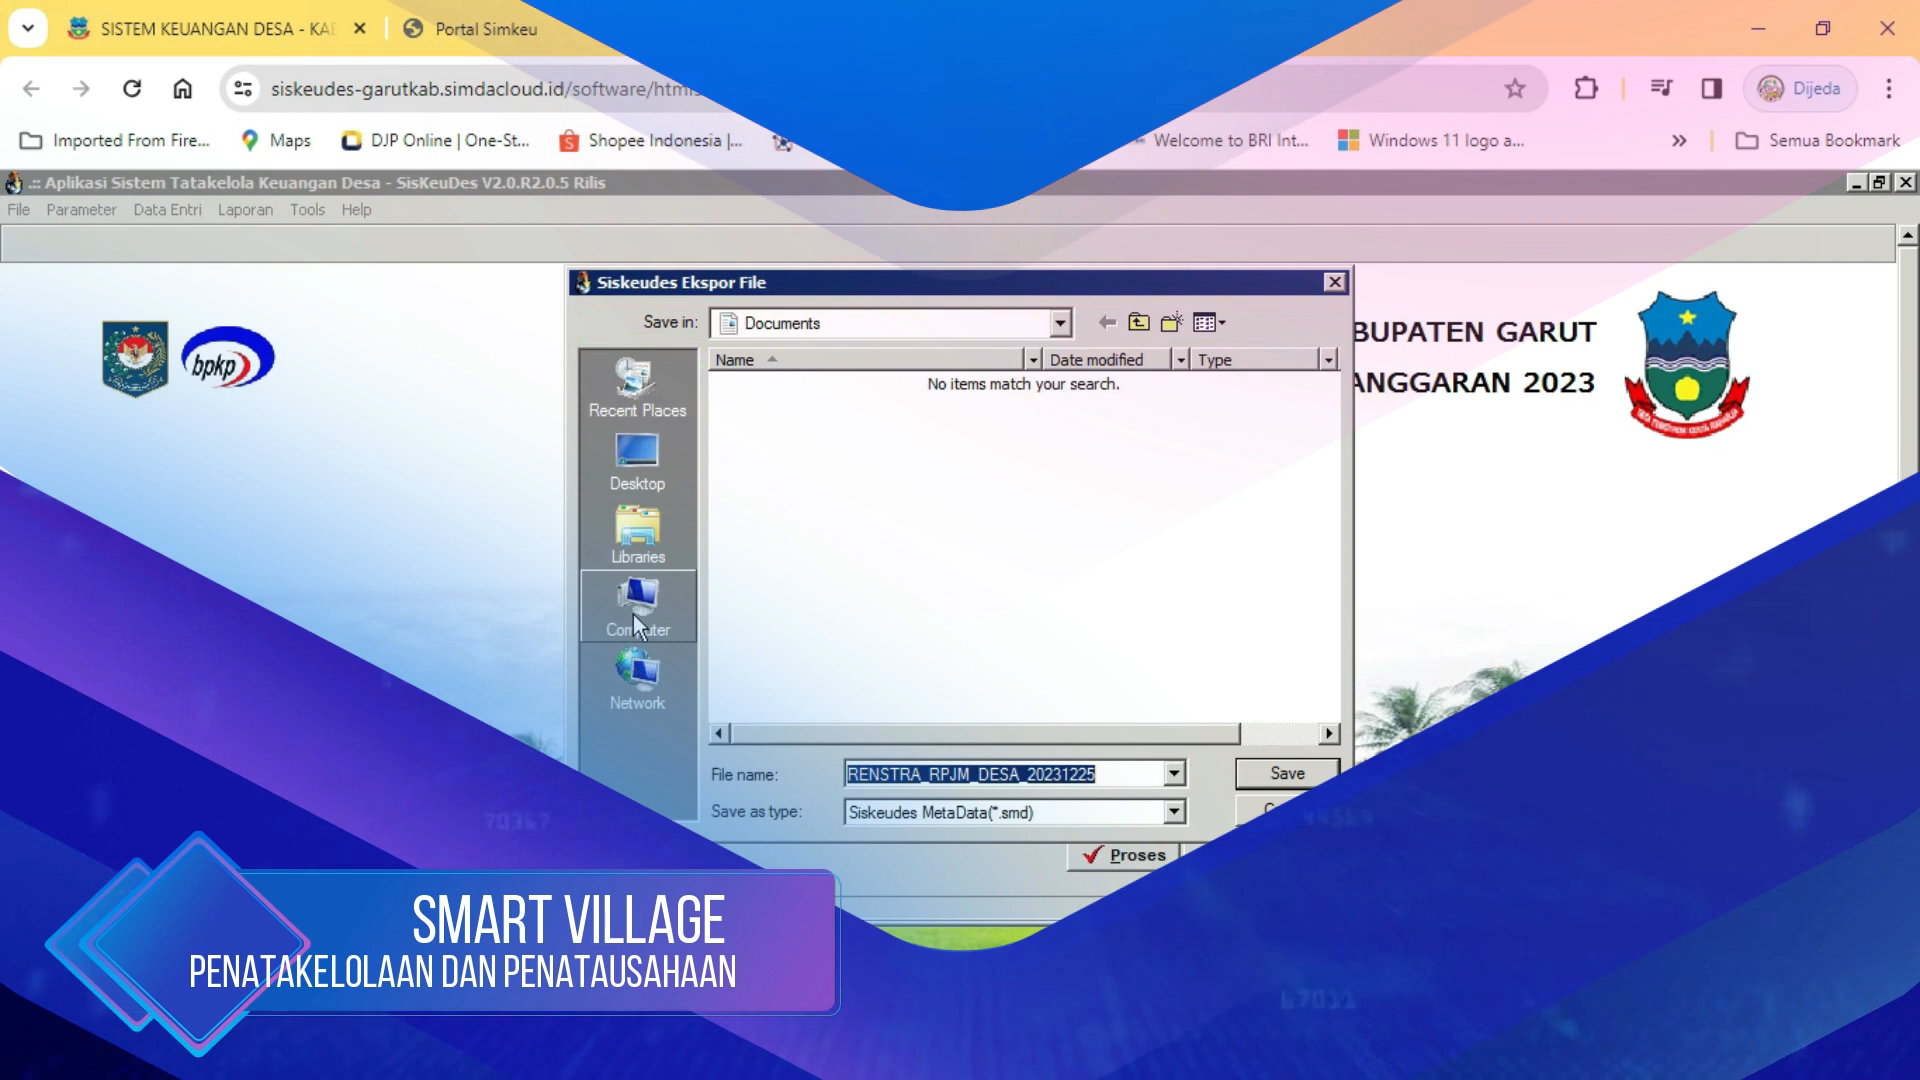 SISTEM KEUANGAN DESA - KAB
Portal Simkeu
siskeudes-garutkab.simdacloud.id/software/html5
Dijeda
Imported From Fire...
Maps
DJP Online | One-St...
Shopee Indonesia |...
Welcome to BRI Int...
Windows 11 logo a...
Semua Bookmark
.:: Aplikasi Sistem Tatakelola Keuangan Desa - SisKeuDes V2.0.R2.0.5 Rilis
File Parameter Data Entri Laporan Tools Help
Siskeudes Ekspor File
Save in: Documents
Name Date modified Type
No items match your search.
Recent Places
Desktop
Libraries
Computer
Network
bpkp
BUPATEN GARUT
ANGGARAN 2023
File name: RENSTRA_RPJM_DESA_20231225
Save
Save as type: Siskeudes MetaData(*.smd)
Proses
SMART VILLAGE
PENATAKELOLAAN DAN PENATAUSAHAAN